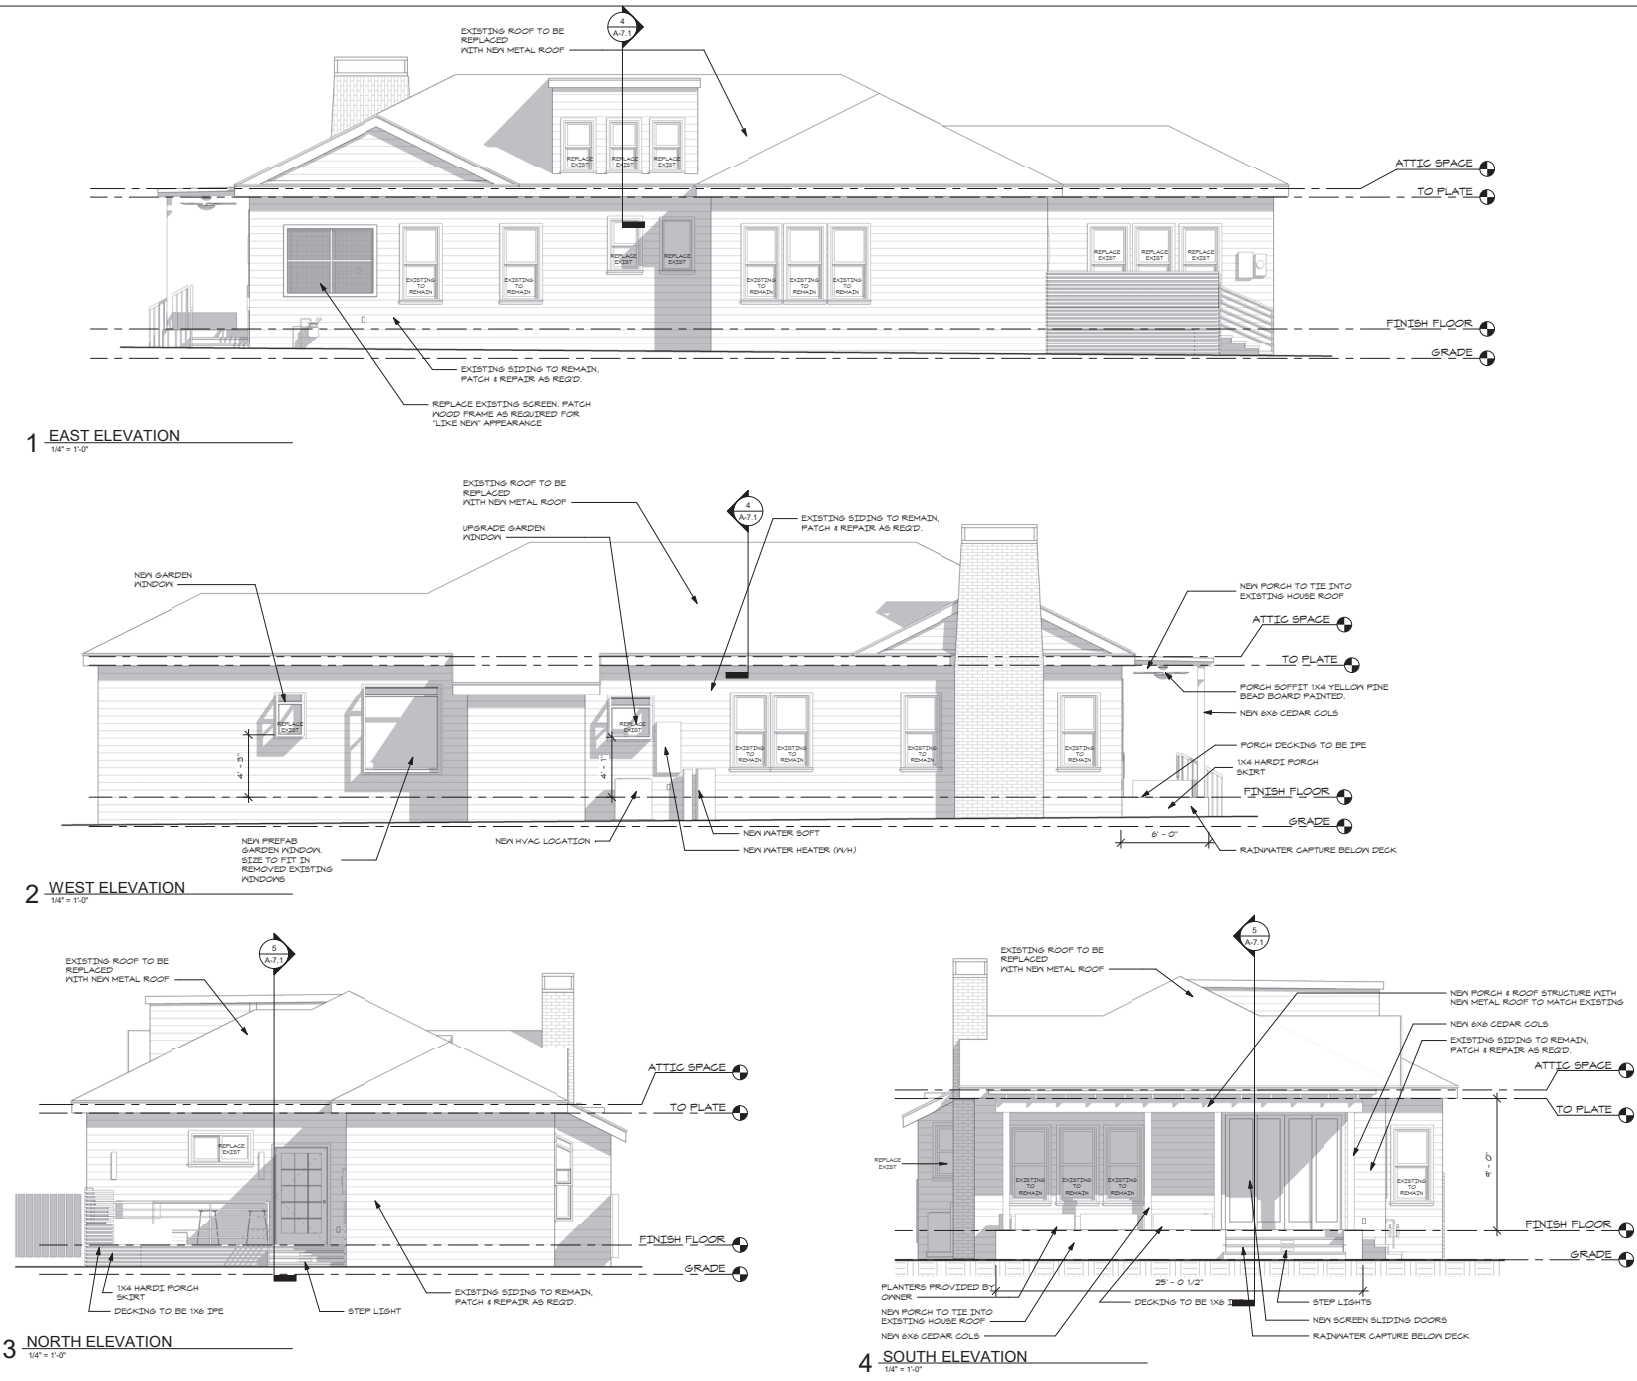 EXISTING ROOF TO BE
REPLACED
WITH NEW METAL ROOF
4
A-7.1
REPLACE
EXIST
REPLACE
EXIST
REPLACE
EXIST
ATTIC SPACE
TO PLATE
REPLACE
EXIST
REPLACE
EXIST
REPLACE
EXIST
REPLACE
EXIST
REPLACE
EXIST
EXISTING
TO
REMAIN
EXISTING
TO
REMAIN
EXISTING
TO
REMAIN
EXISTING
TO
REMAIN
EXISTING
TO
REMAIN
FINISH FLOOR
GRADE
EXISTING SIDING TO REMAIN,
PATCH & REPAIR AS REQ'D.
REPLACE EXISTING SCREEN. PATCH
WOOD FRAME AS REQUIRED FOR
"LIKE NEW" APPEARANCE
1 EAST ELEVATION
1/4" = 1'-0"
EXISTING ROOF TO BE
REPLACED
WITH NEW METAL ROOF
4
A-7.1
EXISTING SIDING TO REMAIN,
PATCH & REPAIR AS REQ'D.
UPGRADE GARDEN
WINDOW
NEW GARDEN
WINDOW
NEW PORCH TO TIE INTO
EXISTING HOUSE ROOF
ATTIC SPACE
TO PLATE
PORCH SOFFIT 1X4 YELLOW PINE
BEAD BOARD PAINTED.
NEW 6X6 CEDAR COLS
REPLACE
EXIST
REPLACE
EXIST
EXISTING
TO
REMAIN
EXISTING
TO
REMAIN
EXISTING
TO
REMAIN
EXISTING
TO
REMAIN
4' - 3"
4' - 1"
PORCH DECKING TO BE IPE
1X4 HARDI PORCH
SKIRT
FINISH FLOOR
GRADE
6' - 0"
RAINWATER CAPTURE BELOW DECK
NEW PREFAB
GARDEN WINDOW.
SIZE TO FIT IN
REMOVED EXISTING
WINDOWS
NEW HVAC LOCATION
NEW WATER SOFT
NEW WATER HEATER (W/H)
2 WEST ELEVATION
1/4" = 1'-0"
EXISTING ROOF TO BE
REPLACED
WITH NEW METAL ROOF
5
A-7.1
ATTIC SPACE
TO PLATE
REPLACE
EXIST
FINISH FLOOR
GRADE
1X4 HARDI PORCH
SKIRT
DECKING TO BE 1X6 IPE
STEP LIGHT
EXISTING SIDING TO REMAIN,
PATCH & REPAIR AS REQ'D.
3 NORTH ELEVATION
1/4" = 1'-0"
EXISTING ROOF TO BE
REPLACED
WITH NEW METAL ROOF
5
A-7.1
NEW PORCH & ROOF STRUCTURE WITH
NEW METAL ROOF TO MATCH EXISTING
NEW 6X6 CEDAR COLS
EXISTING SIDING TO REMAIN,
PATCH & REPAIR AS REQ'D.
ATTIC SPACE
TO PLATE
REPLACE
EXIST
EXISTING
TO
REMAIN
EXISTING
TO
REMAIN
EXISTING
TO
REMAIN
EXISTING
TO
REMAIN
9' - 0"
FINISH FLOOR
GRADE
25' - 0 1/2"
PLANTERS PROVIDED BY
OWNER
NEW PORCH TO TIE INTO
EXISTING HOUSE ROOF
NEW 6X6 CEDAR COLS
DECKING TO BE 1X6 IPE
STEP LIGHTS
NEW SCREEN SLIDING DOORS
RAINWATER CAPTURE BELOW DECK
4 SOUTH ELEVATION
1/4" = 1'-0"